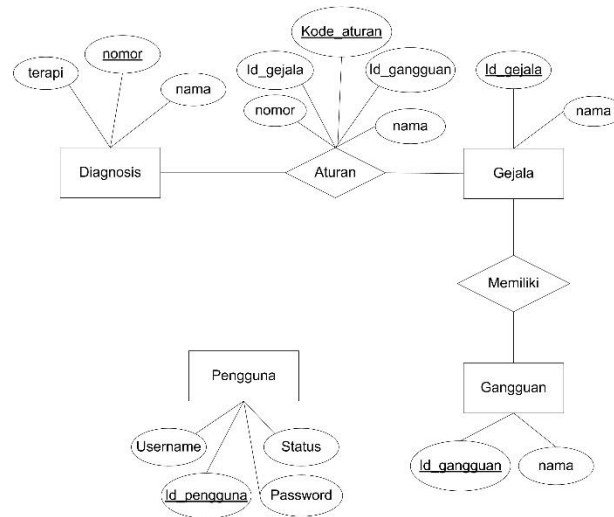 Kode_aturan
nomor
terapi
nama
Id_gejala
Id_gangguan
nomor
nama
Id_gejala
nama
Diagnosis
Aturan
Gejala
Memiliki
Pengguna
Gangguan
Username
Status
Id_pengguna
Password
Id_gangguan
nama